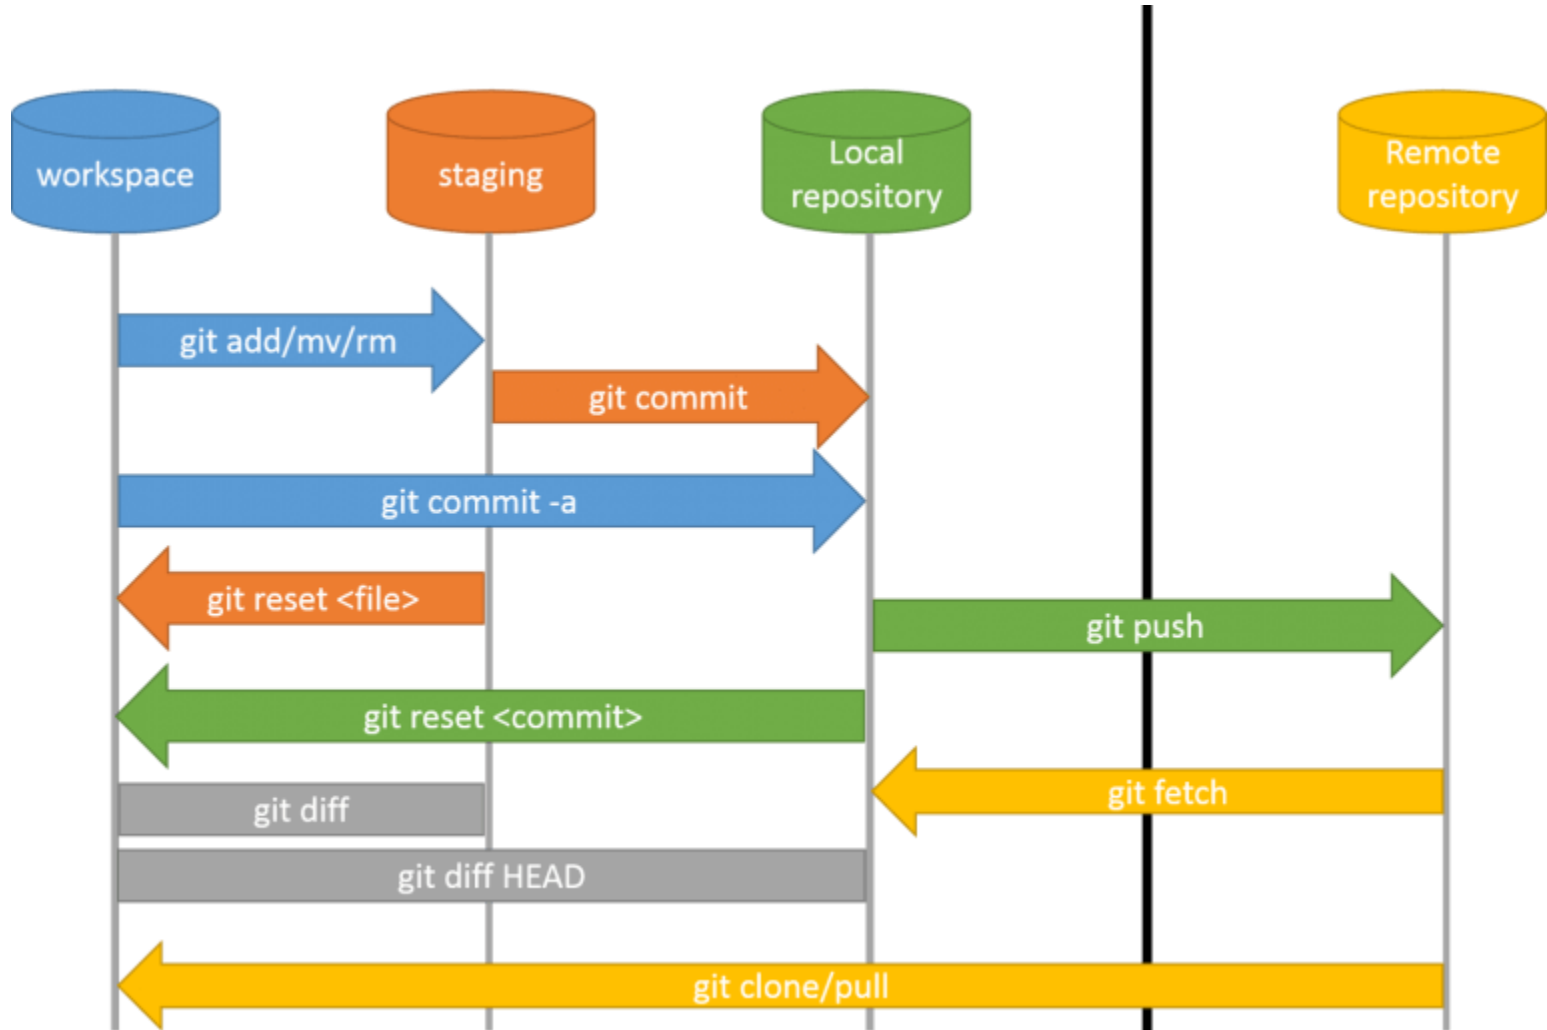 workspace
staging
Local
repository
Remote
repository
git add/mv/rm
git commit
git commit -a
git reset <file>
git push
git reset <commit>
git fetch
git diff
git diff HEAD
git clone/pull